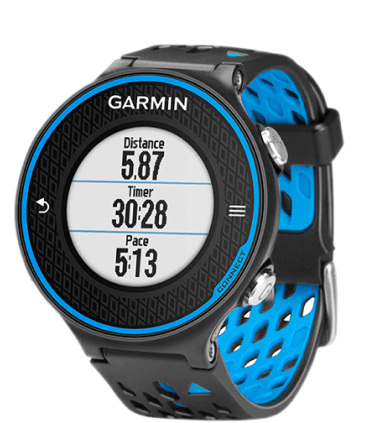 GARMIN
Distance
5.87
Timer
30:28
Pace
5:13
CONNECT